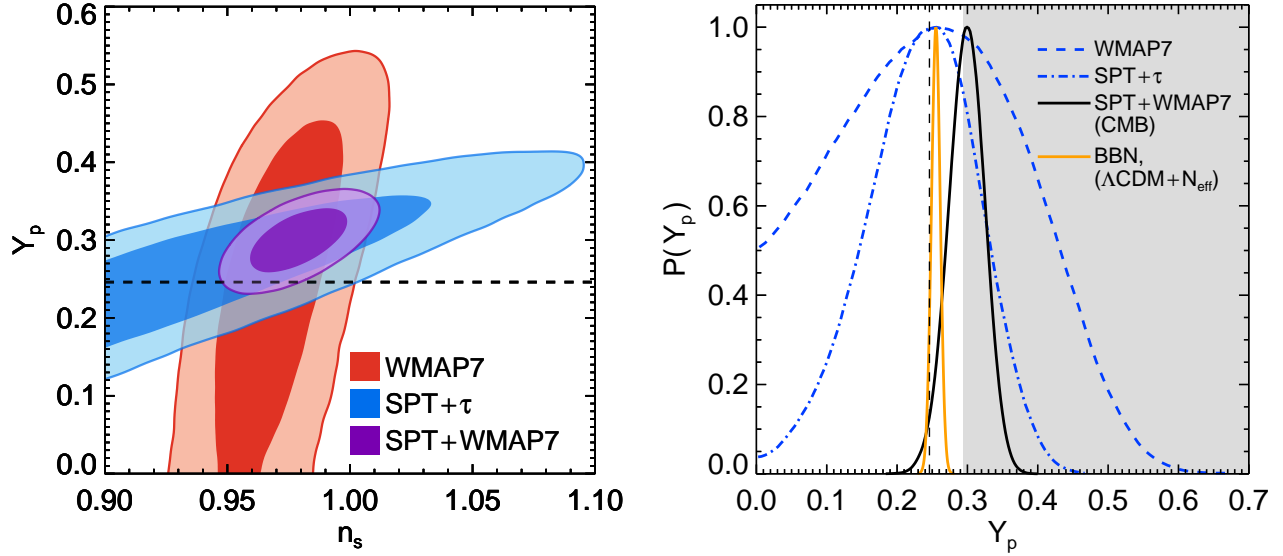 0.6
0.5
0.4
0.3
0.2
0.1
0.0
Y_p
0.90 0.95 1.00 1.05 1.10
n_s
WMAP7
SPT+τ
SPT+WMAP7
1.0
0.8
0.6
0.4
0.2
0.0
P(Y_p)
0.0 0.1 0.2 0.3 0.4 0.5 0.6 0.7
Y_p
WMAP7
SPT+τ
SPT+WMAP7
(CMB)
BBN,
(ΛCDM+N_eff)